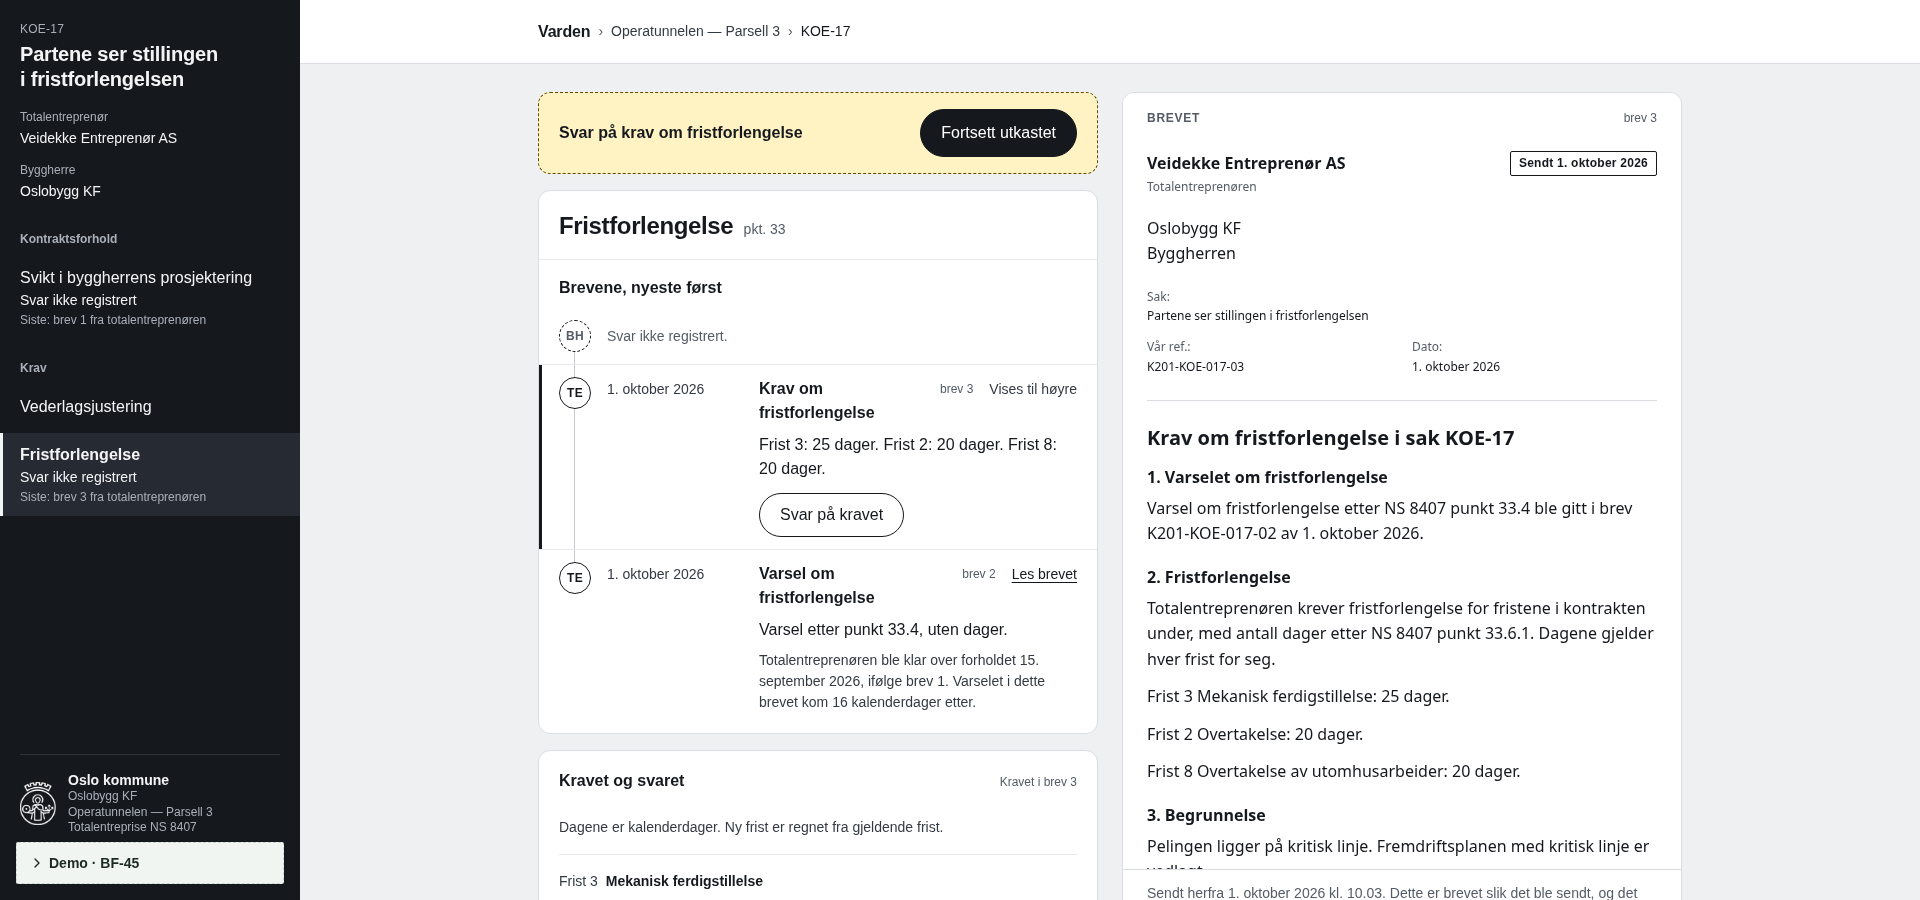 KOE-17
Partene ser stillingen
i fristforlengelsen
Totalentreprenør
Veidekke Entreprenør AS
Byggherre
Oslobygg KF
Kontraktsforhold
Svikt i byggherrens prosjektering
Svar ikke registrert
Siste: brev 1 fra totalentreprenøren
Krav
Vederlagsjustering
Fristforlengelse
Svar ikke registrert
Siste: brev 3 fra totalentreprenøren
Oslo kommune
Oslobygg KF
Operatunnelen — Parsell 3
Totalentreprise NS 8407
Demo · BF-45
Varden › Operatunnelen — Parsell 3 › KOE-17
Svar på krav om fristforlengelse
Fortsett utkastet
Fristforlengelse pkt. 33
Brevene, nyeste først
BH Svar ikke registrert.
TE 1. oktober 2026 Krav om brev 3 Vises til høyre
fristforlengelse
Frist 3: 25 dager. Frist 2: 20 dager. Frist 8:
20 dager.
Svar på kravet
TE 1. oktober 2026 Varsel om brev 2 Les brevet
fristforlengelse
Varsel etter punkt 33.4, uten dager.
Totalentreprenøren ble klar over forholdet 15.
september 2026, ifølge brev 1. Varselet i dette
brevet kom 16 kalenderdager etter.
Kravet og svaret Kravet i brev 3
Dagene er kalenderdager. Ny frist er regnet fra gjeldende frist.
Frist 3 Mekanisk ferdigstillelse
BREVET brev 3
Veidekke Entreprenør AS Sendt 1. oktober 2026
Totalentreprenøren
Oslobygg KF
Byggherren
Sak:
Partene ser stillingen i fristforlengelsen
Vår ref.: Dato:
K201-KOE-017-03 1. oktober 2026
Krav om fristforlengelse i sak KOE-17
1. Varselet om fristforlengelse
Varsel om fristforlengelse etter NS 8407 punkt 33.4 ble gitt i brev
K201-KOE-017-02 av 1. oktober 2026.
2. Fristforlengelse
Totalentreprenøren krever fristforlengelse for fristene i kontrakten
under, med antall dager etter NS 8407 punkt 33.6.1. Dagene gjelder
hver frist for seg.
Frist 3 Mekanisk ferdigstillelse: 25 dager.
Frist 2 Overtakelse: 20 dager.
Frist 8 Overtakelse av utomhusarbeider: 20 dager.
3. Begrunnelse
Pelingen ligger på kritisk linje. Fremdriftsplanen med kritisk linje er
Sendt herfra 1. oktober 2026 kl. 10.03. Dette er brevet slik det ble sendt, og det